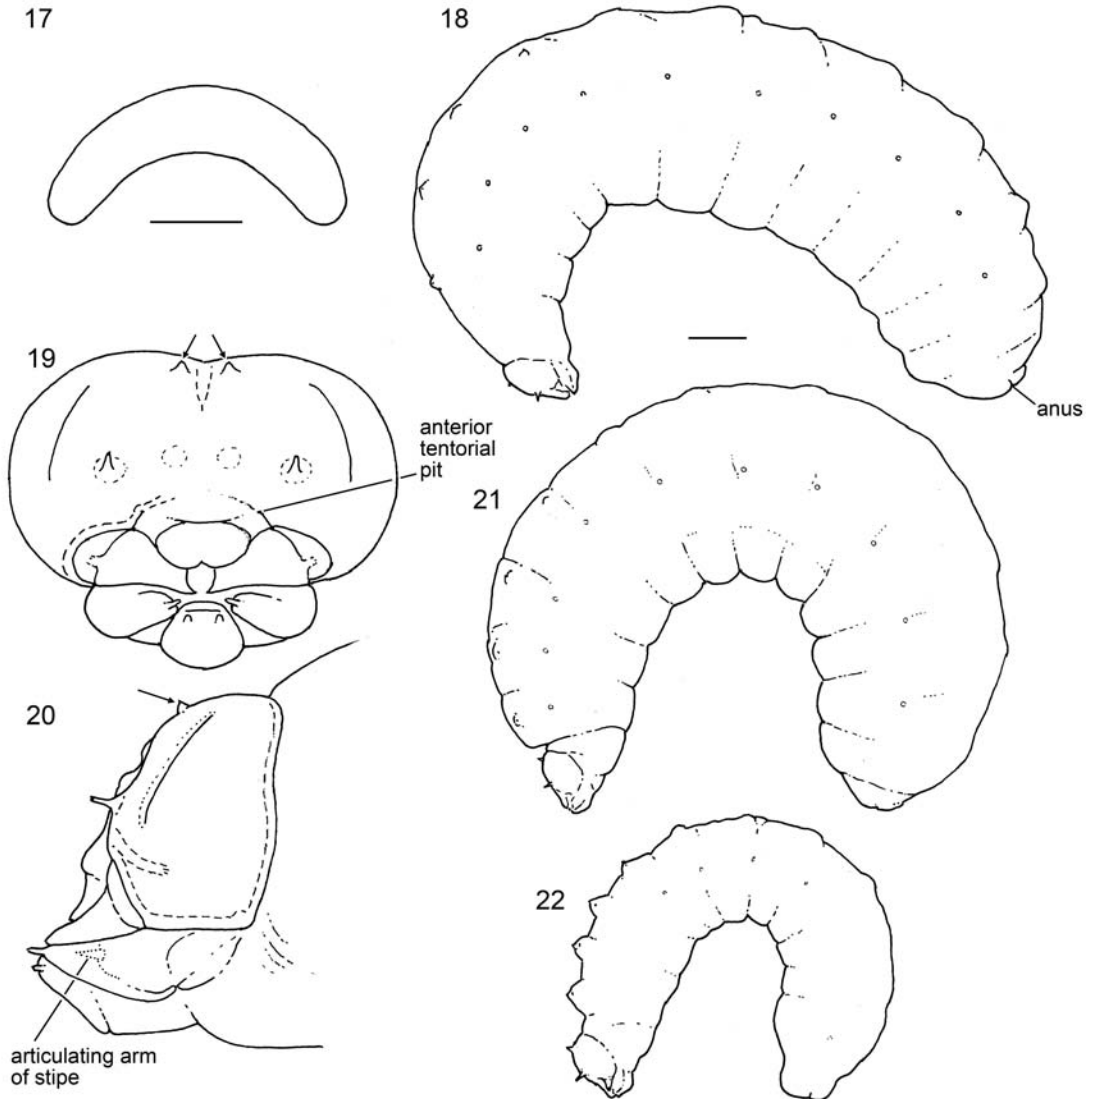 17
18
19
anterior
tentorial
pit
anus
21
20
22
articulating arm
of stipe